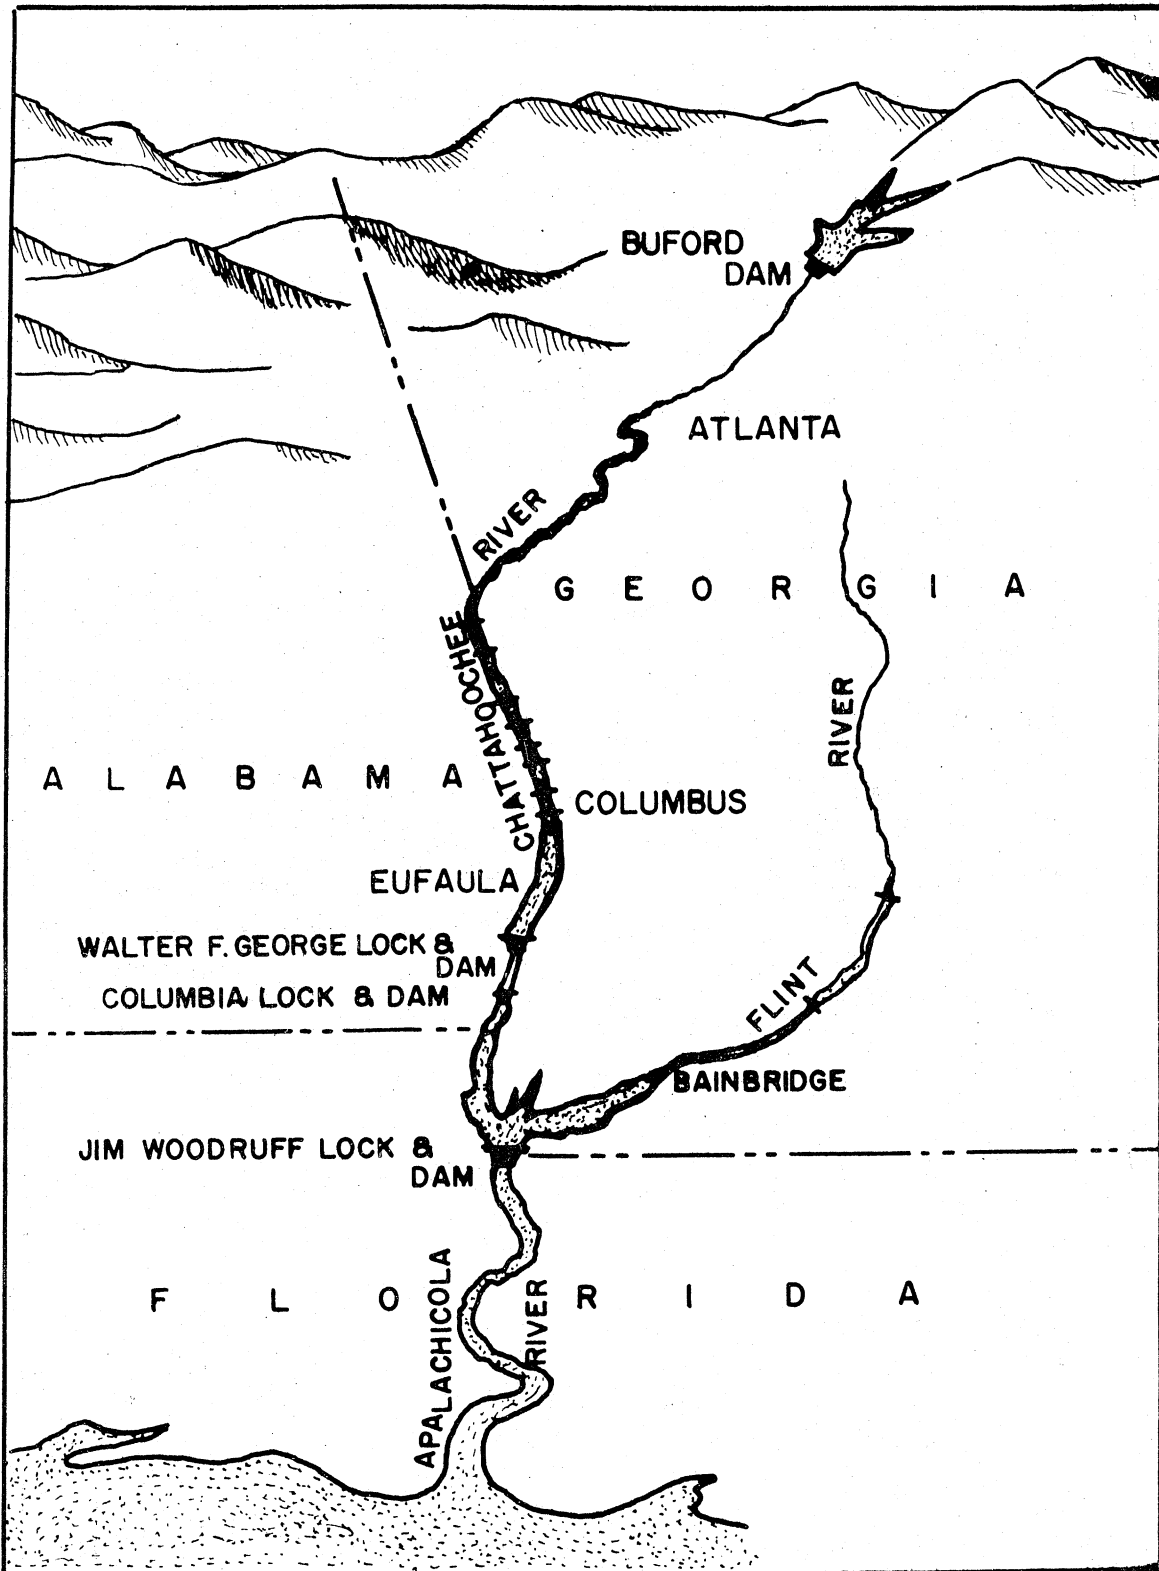 BUFORD
DAM
ATLANTA
RIVER
GEORGIA
CHATTAHOOCHEE
RIVER
ALABAMA
COLUMBUS
EUFAULA
WALTER F. GEORGE LOCK &
DAM
COLUMBIA LOCK & DAM
FLINT
BAINBRIDGE
JIM WOODRUFF LOCK &
DAM
FLORIDA
APALACHICOLA
RIVER